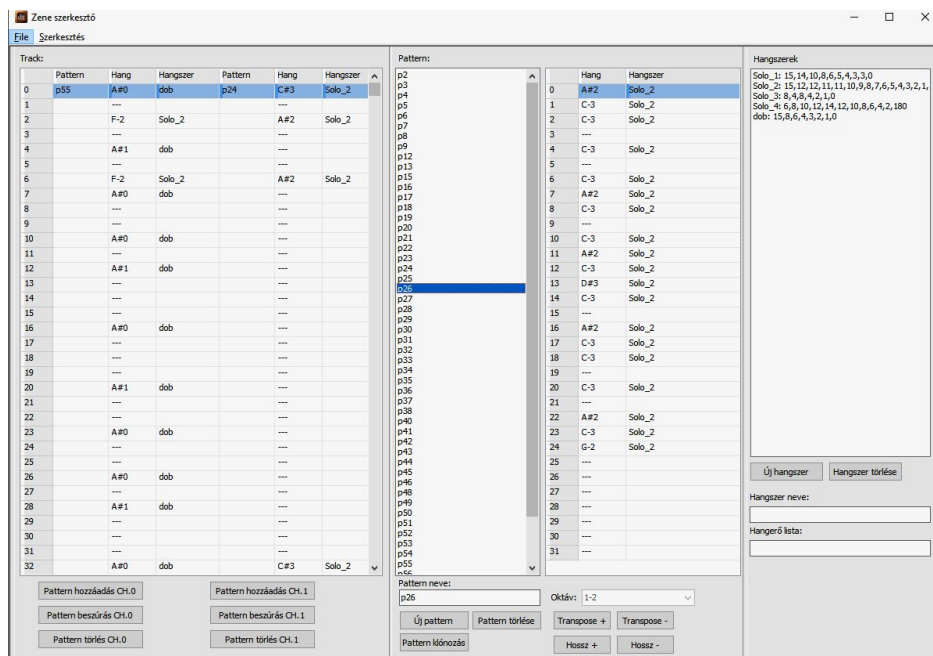 Zene szerkesztő
File Szerkesztés
Track:
Pattern Hang Hangszer Pattern Hang Hangszer
0 p55 A#0 dob p24 C#3 Solo_2
1 --- ---
2 F-2 Solo_2 A#2 Solo_2
3 --- ---
4 A#1 dob ---
5 --- ---
6 F-2 Solo_2 A#2 Solo_2
7 A#0 dob ---
8 --- ---
9 --- ---
10 A#0 dob ---
11 --- ---
12 A#1 dob ---
13 --- ---
14 --- ---
15 --- ---
16 A#0 dob ---
17 --- ---
18 --- ---
19 --- ---
20 A#1 dob ---
21 --- ---
22 --- ---
23 A#0 dob ---
24 --- ---
25 --- ---
26 A#0 dob ---
27 --- ---
28 A#1 dob ---
29 --- ---
30 --- ---
31 --- ---
32 A#0 dob C#3 Solo_2
Pattern hozzáadás CH.0 Pattern hozzáadás CH.1
Pattern beszúrás CH.0 Pattern beszúrás CH.1
Pattern törlés CH.0 Pattern törlés CH.1
Pattern:
p2
p3
p4
p5
p6
p7
p8
p9
p12
p13
p15
p16
p17
p18
p19
p20
p21
p22
p23
p24
p25
p26
p27
p28
p29
p30
p31
p32
p33
p34
p35
p36
p37
p38
p40
p41
p42
p43
p44
p45
p46
p48
p49
p50
p51
p52
p53
p54
p55
p56
Hang Hangszer
0 A#2 Solo_2
1 C-3 Solo_2
2 C-3 Solo_2
3 ---
4 C-3 Solo_2
5 ---
6 C-3 Solo_2
7 A#2 Solo_2
8 C-3 Solo_2
9 ---
10 C-3 Solo_2
11 A#2 Solo_2
12 C-3 Solo_2
13 D#3 Solo_2
14 C-3 Solo_2
15 ---
16 A#2 Solo_2
17 C-3 Solo_2
18 C-3 Solo_2
19 ---
20 C-3 Solo_2
21 ---
22 A#2 Solo_2
23 C-3 Solo_2
24 G-2 Solo_2
25 ---
26 ---
27 ---
28 ---
29 ---
30 ---
31 ---
Pattern neve:
p26
Oktáv: 1-2
Új pattern Pattern törlése Transpose + Transpose -
Pattern klónozás Hossz + Hossz -
Hangszerek
Solo_1: 15,14,10,8,6,5,4,3,3,0
Solo_2: 15,12,12,11,11,10,9,8,7,6,5,4,3,2,1,
Solo_3: 8,4,8,4,2,1,0
Solo_4: 6,8,10,12,14,12,10,8,6,4,2,180
dob: 15,8,6,4,3,2,1,0
Új hangszer Hangszer törlése
Hangszer neve:
Hangerő lista: